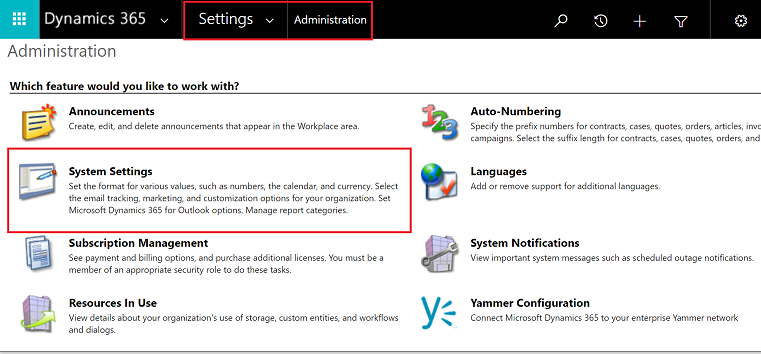 Dynamics 365 Settings Administration
Administration
Which feature would you like to work with?
Announcements
Create, edit, and delete announcements that appear in the Workplace area.
Auto-Numbering
Specify the prefix numbers for contracts, cases, quotes, orders, articles, invo
campaigns. Select the suffix length for contracts, cases, quotes, orders, and
System Settings
Set the format for various values, such as numbers, the calendar, and currency. Select
the email tracking, marketing, and customization options for your organization. Set
Microsoft Dynamics 365 for Outlook options. Manage report categories.
Languages
Add or remove support for additional languages.
Subscription Management
See payment and billing options, and purchase additional licenses. You must be a
member of an appropriate security role to do these tasks.
System Notifications
View important system messages such as scheduled outage notifications.
Resources In Use
View details about your organization's use of storage, custom entities, and workflows
and dialogs.
Yammer Configuration
Connect Microsoft Dynamics 365 to your enterprise Yammer network